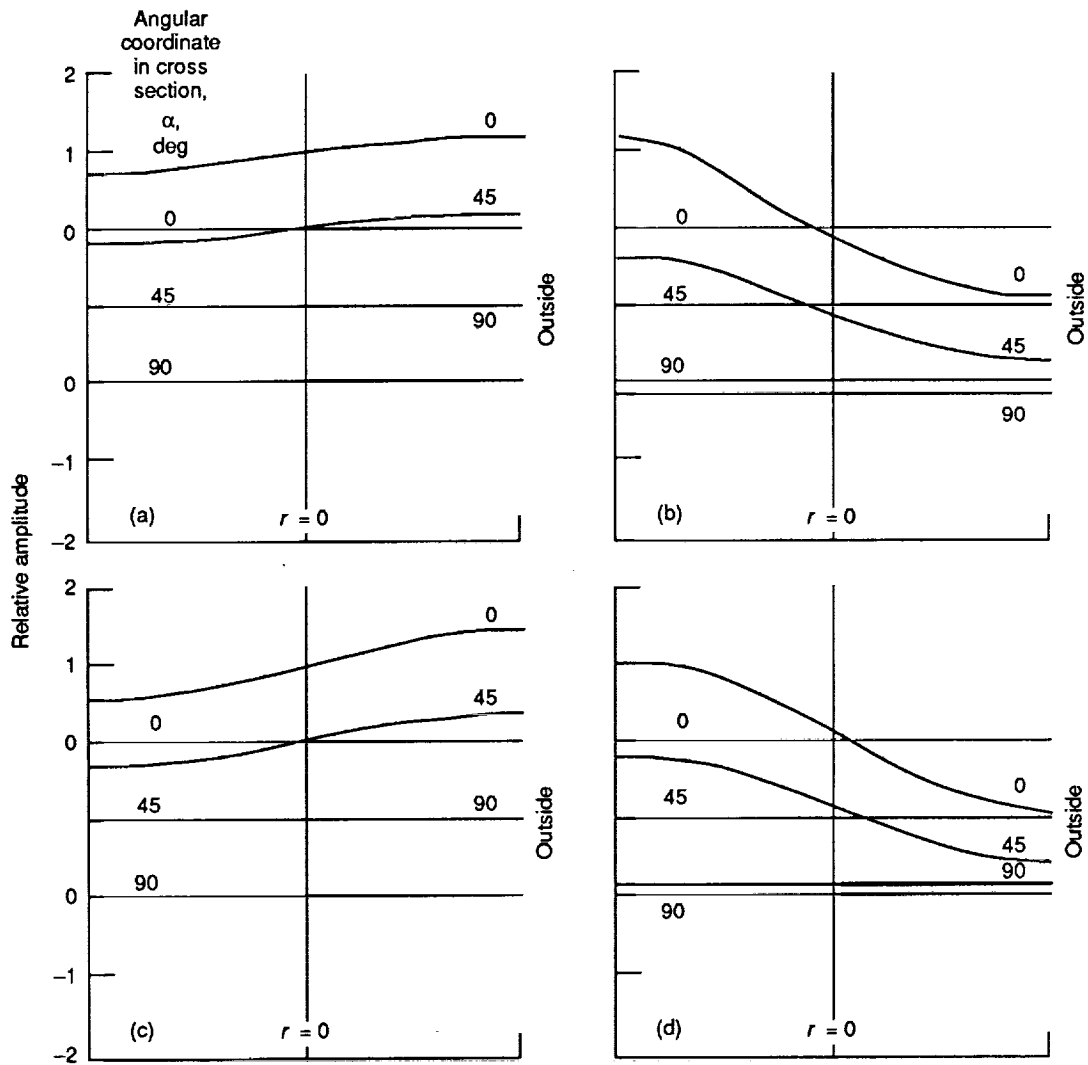 Angular
coordinate
in cross
section,
α,
deg
2
1
0
0
−1
−2
0
0
45
45
90
90
(a)
r = 0
Outside
0
0
45
45
90
90
(b)
r = 0
Outside
Relative amplitude
2
1
0
0
−1
−2
0
0
45
45
90
90
(c)
r = 0
Outside
0
0
45
45
90
90
(d)
r = 0
Outside